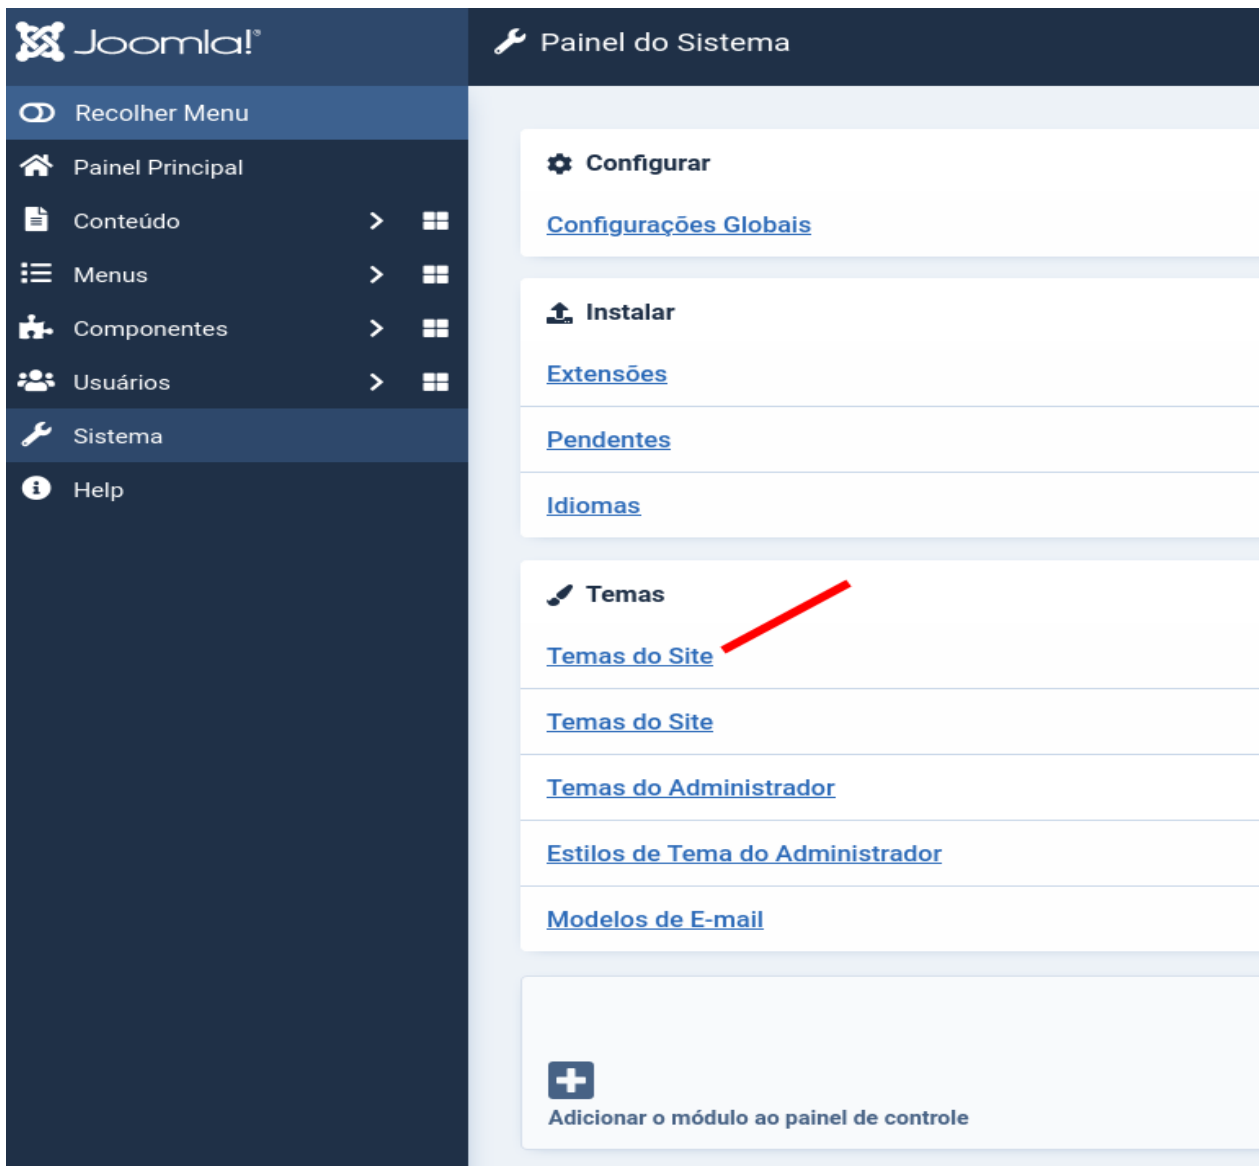 Joomla!®
Painel do Sistema
Recolher Menu
Painel Principal
Conteúdo
Menus
Componentes
Usuários
Sistema
Help
Configurar
Configurações Globais
Instalar
Extensões
Pendentes
Idiomas
Temas
Temas do Site
Temas do Site
Temas do Administrador
Estilos de Tema do Administrador
Modelos de E-mail
Adicionar o módulo ao painel de controle